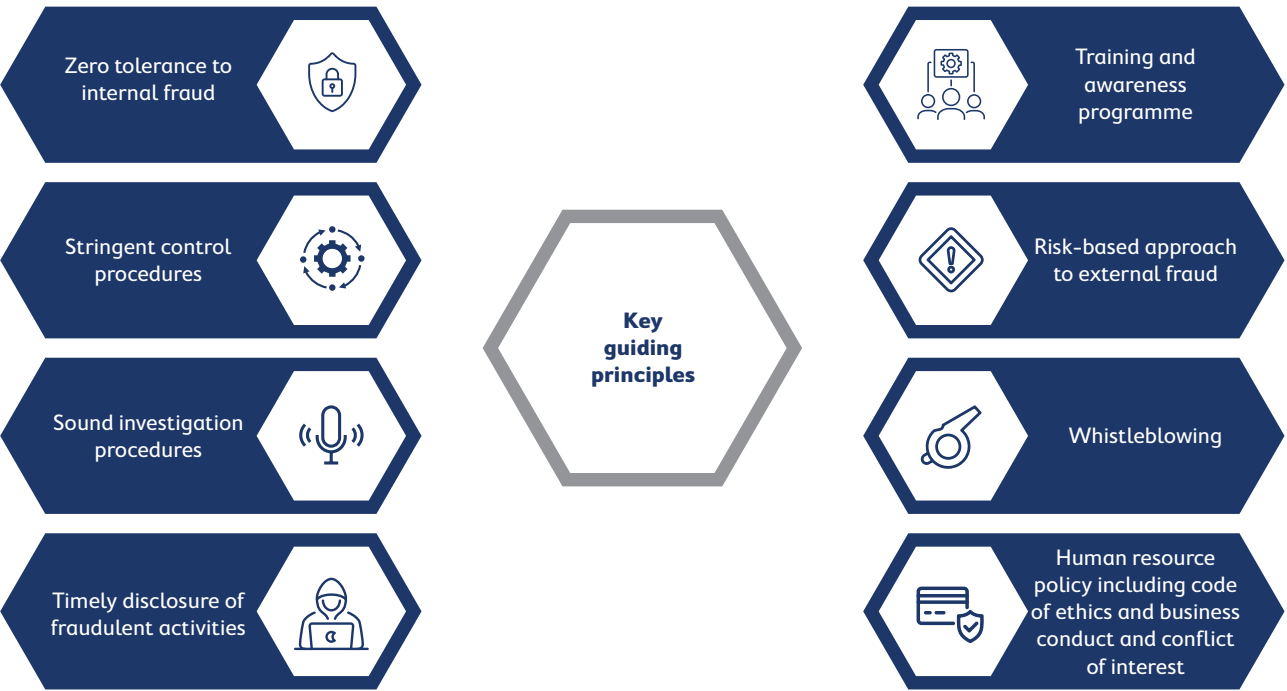 Zero tolerance to
internal fraud
Stringent control
procedures
Sound investigation
procedures
Timely disclosure of
fraudulent activities
Key
guiding
principles
Training and
awareness
programme
Risk-based approach
to external fraud
Whistleblowing
Human resource
policy including code
of ethics and business
conduct and conflict
of interest